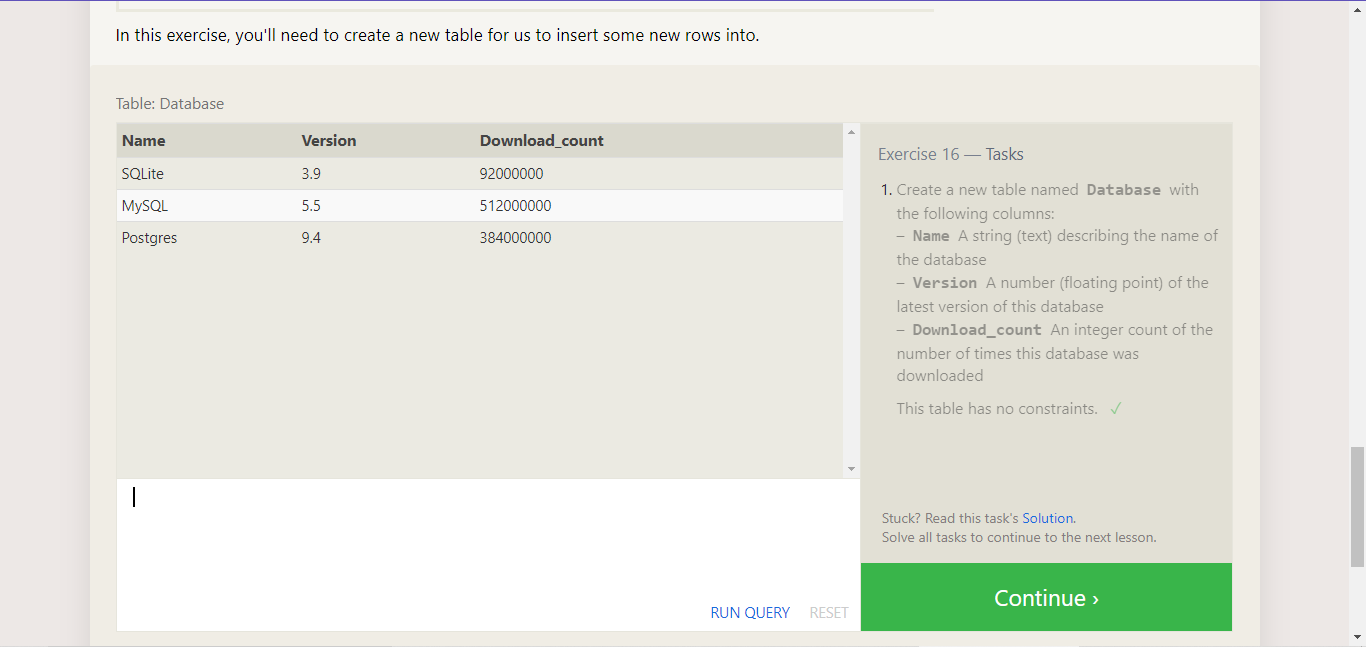 In this exercise, you'll need to create a new table for us to insert some new rows into.
Table: Database
Name Version Download_count
SQLite 3.9 92000000
MySQL 5.5 512000000
Postgres 9.4 384000000
RUN QUERY RESET
Exercise 16 — Tasks
1. Create a new table named Database with
the following columns:
– Name A string (text) describing the name of
the database
– Version A number (floating point) of the
latest version of this database
– Download_count An integer count of the
number of times this database was
downloaded
This table has no constraints. ✓
Stuck? Read this task's Solution.
Solve all tasks to continue to the next lesson.
Continue ›